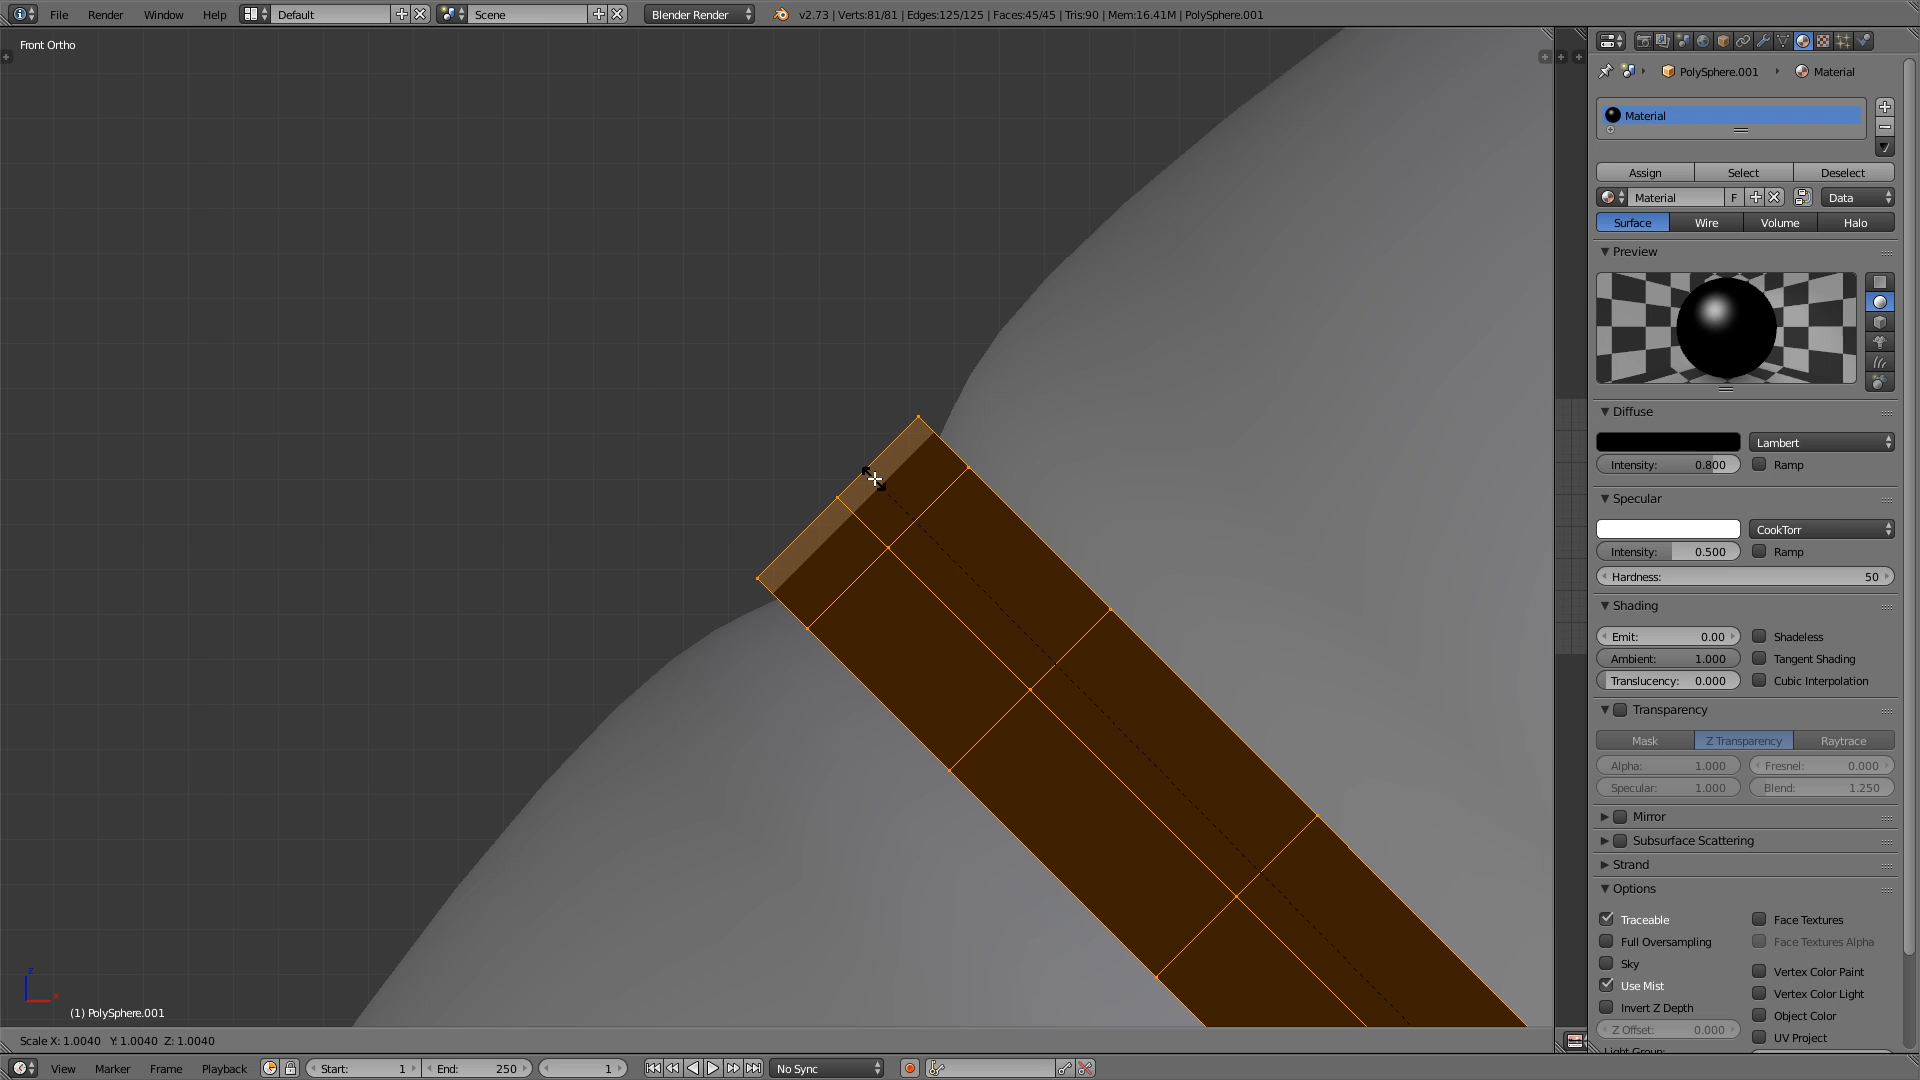 File Render Window Help Default Scene Blender Render v2.73 | Verts:81/81 | Edges:125/125 | Faces:45/45 | Tris:90 | Mem:16.41M | PolySphere.001
Front Ortho
PolySphere.001 Material
Material
Assign Select Deselect
Material F Data
Surface Wire Volume Halo
Preview
Diffuse
Lambert
Intensity: 0.800 Ramp
Specular
CookTorr
Intensity: 0.500 Ramp
Hardness: 50
Shading
Emit: 0.00 Shadeless
Ambient: 1.000 Tangent Shading
Translucency: 0.000 Cubic Interpolation
Transparency
Mask Z Transparency Raytrace
Alpha: 1.000 Fresnel: 0.000
Specular: 1.000 Blend: 1.250
Mirror
Subsurface Scattering
Strand
Options
Traceable Face Textures
Full Oversampling Face Textures Alpha
Sky Vertex Color Paint
Use Mist Vertex Color Light
Invert Z Depth Object Color
Z Offset: 0.000 UV Project
Light Group:
z
x
(1) PolySphere.001
Scale X: 1.0040 Y: 1.0040 Z: 1.0040
View Marker Frame Playback Start: 1 End: 250 1 No Sync